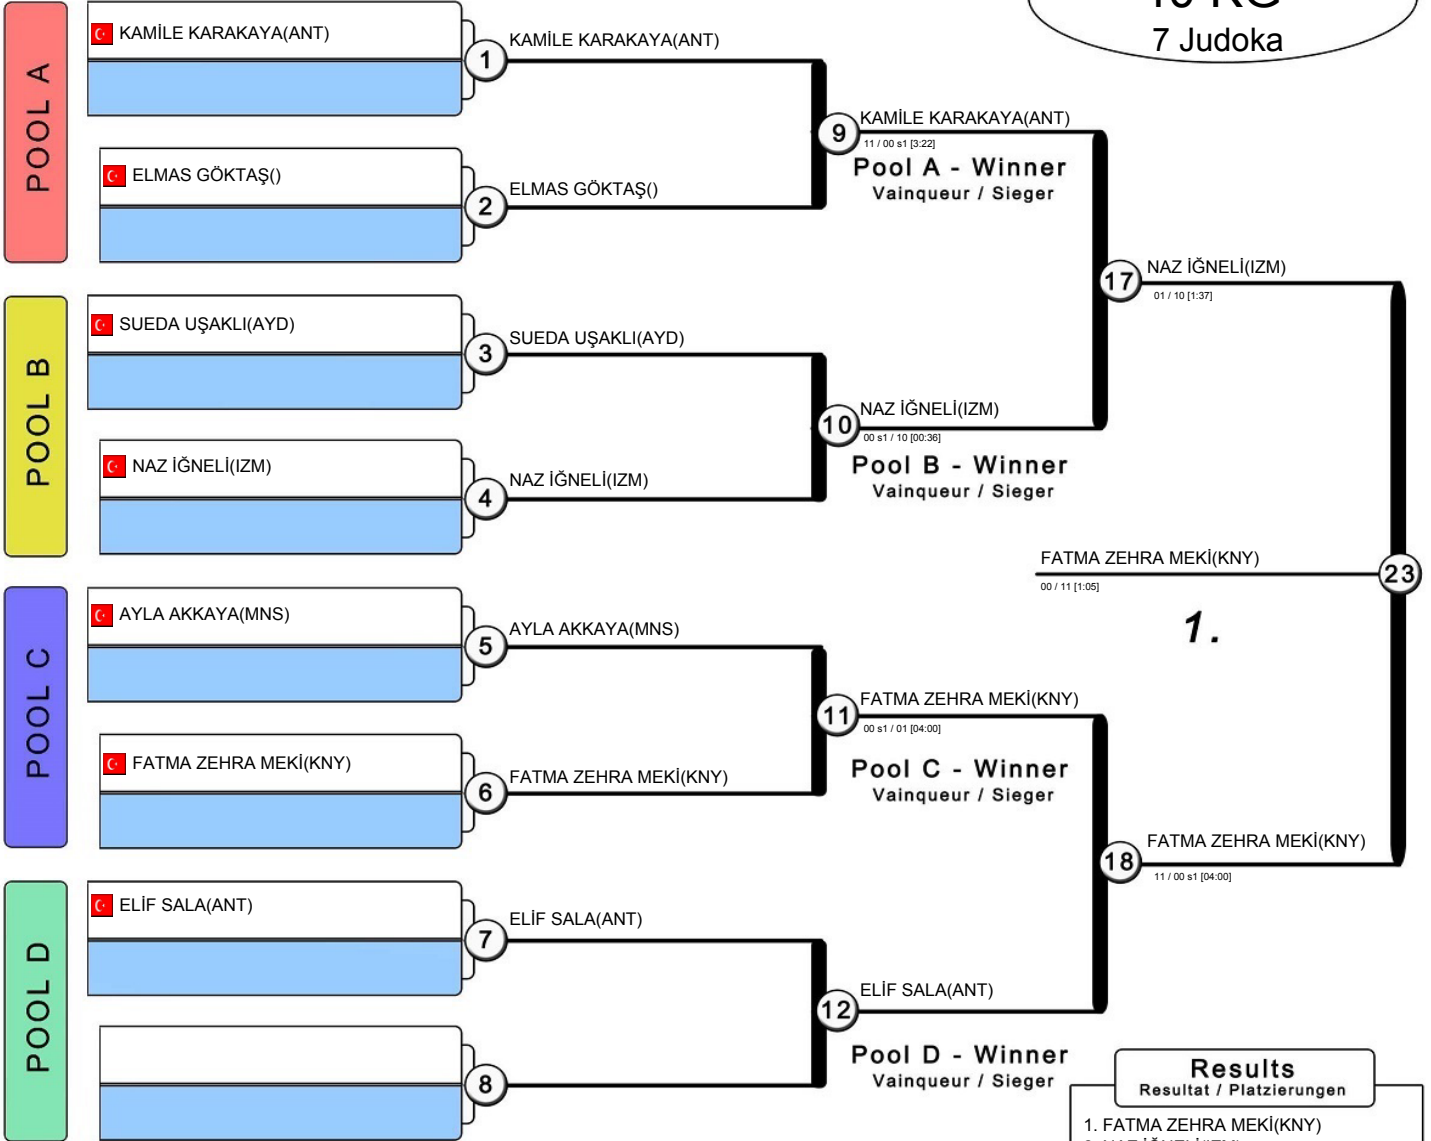 KG
7 Judoka
POOL A
KAMİLE KARAKAYA(ANT)
1
KAMİLE KARAKAYA(ANT)
ELMAS GÖKTAŞ()
2
ELMAS GÖKTAŞ()
9
KAMİLE KARAKAYA(ANT)
11 / 00 s1 [3:22]
Pool A - Winner
Vainqueur / Sieger
POOL B
SUEDA UŞAKLI(AYD)
3
SUEDA UŞAKLI(AYD)
NAZ İĞNELİ(IZM)
4
NAZ İĞNELİ(IZM)
10
NAZ İĞNELİ(IZM)
00 s1 / 10 [00:36]
Pool B - Winner
Vainqueur / Sieger
17
NAZ İĞNELİ(IZM)
01 / 10 [1:37]
FATMA ZEHRA MEKİ(KNY)
00 / 11 [1:05]
23
1.
POOL C
AYLA AKKAYA(MNS)
5
AYLA AKKAYA(MNS)
FATMA ZEHRA MEKİ(KNY)
6
FATMA ZEHRA MEKİ(KNY)
11
FATMA ZEHRA MEKİ(KNY)
00 s1 / 01 [04:00]
Pool C - Winner
Vainqueur / Sieger
18
FATMA ZEHRA MEKİ(KNY)
11 / 00 s1 [04:00]
POOL D
ELİF SALA(ANT)
7
ELİF SALA(ANT)
8
12
ELİF SALA(ANT)
Pool D - Winner
Vainqueur / Sieger
Results
Resultat / Platzierungen
1. FATMA ZEHRA MEKİ(KNY)